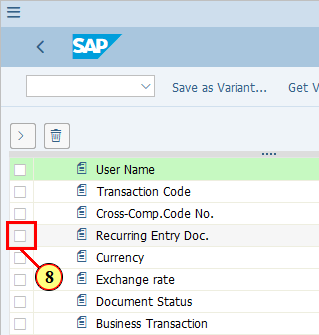 SAP
Save as Variant... Get V
User Name
Transaction Code
Cross-Comp.Code No.
Recurring Entry Doc.
Currency
8
Exchange rate
Document Status
Business Transaction